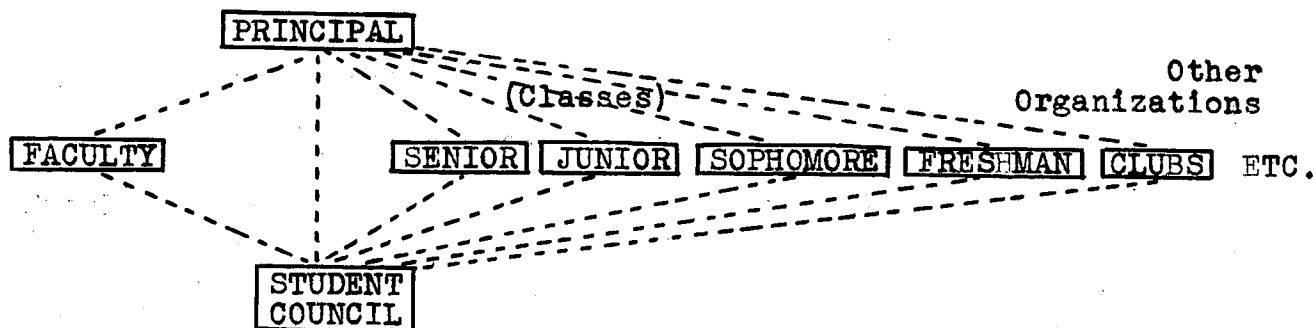 PRINCIPAL
Other
(Classes) Organizations
FACULTY SENIOR JUNIOR SOPHOMORE FRESHMAN CLUBS ETC.
STUDENT
COUNCIL